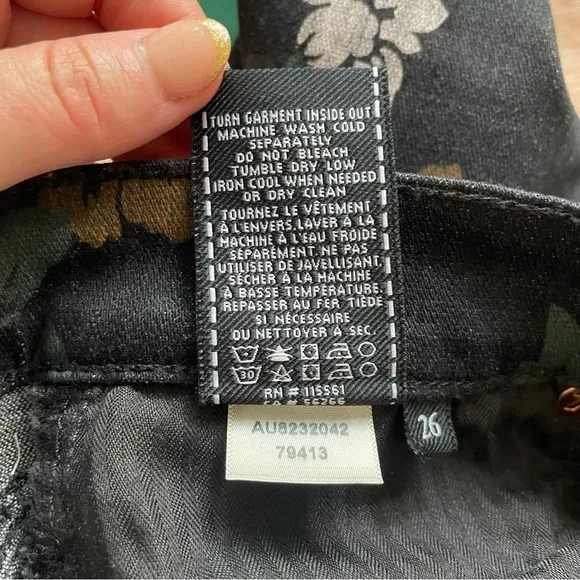 TURN GARMENT INSIDE OUT
MACHINE WASH COLD
SEPARATELY
DO NOT BLEACH
TUMBLE DRY LOW
IRON COOL WHEN NEEDED
OR DRY CLEAN
TOURNEZ LE VÊTEMENT
À L'ENVERS.LAVER À LA
MACHINE À L'EAU FROIDE
SÉPARÉMENT. NE PAS
UTILISER DE JAVELLISANT.
SÉCHER À LA MACHINE
À BASSE TEMPÉRATURE.
REPASSER AU FER TIÈDE
SI NÉCESSAIRE
OU NETTOYER À SEC.
30
RN # 115561
AU8232042
79413
26